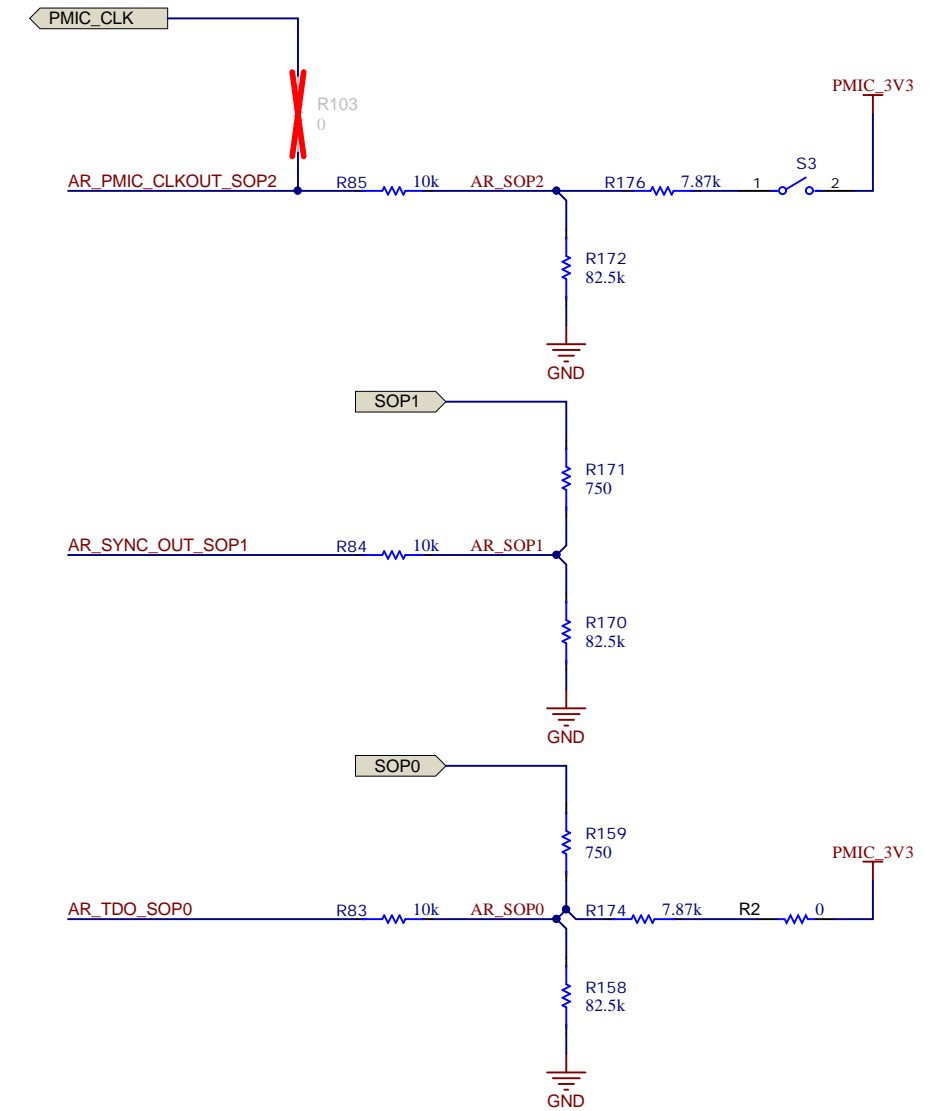 PMIC_CLK
R103
0
PMIC_3V3
AR_PMIC_CLKOUT_SOP2 R85 10k AR_SOP2 R176 7.87k 1 S3 2
R172
82.5k
GND
SOP1
R171
750
AR_SYNC_OUT_SOP1 R84 10k AR_SOP1
R170
82.5k
GND
SOP0
R159
750
PMIC_3V3
AR_TDO_SOP0 R83 10k AR_SOP0 R174 7.87k R2 0
R158
82.5k
GND